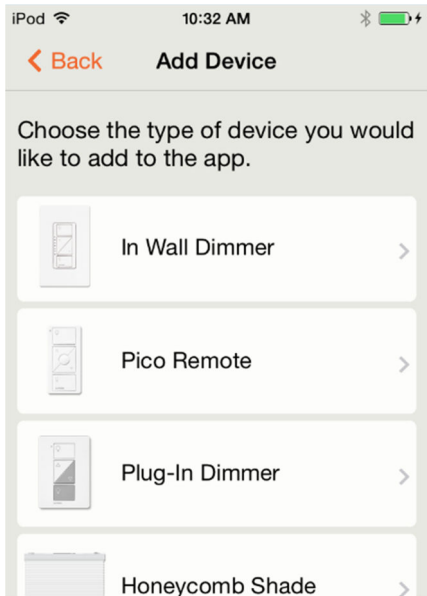 iPod 10:32 AM
Back Add Device
Choose the type of device you would
like to add to the app.
In Wall Dimmer
Pico Remote
Plug-In Dimmer
Honeycomb Shade